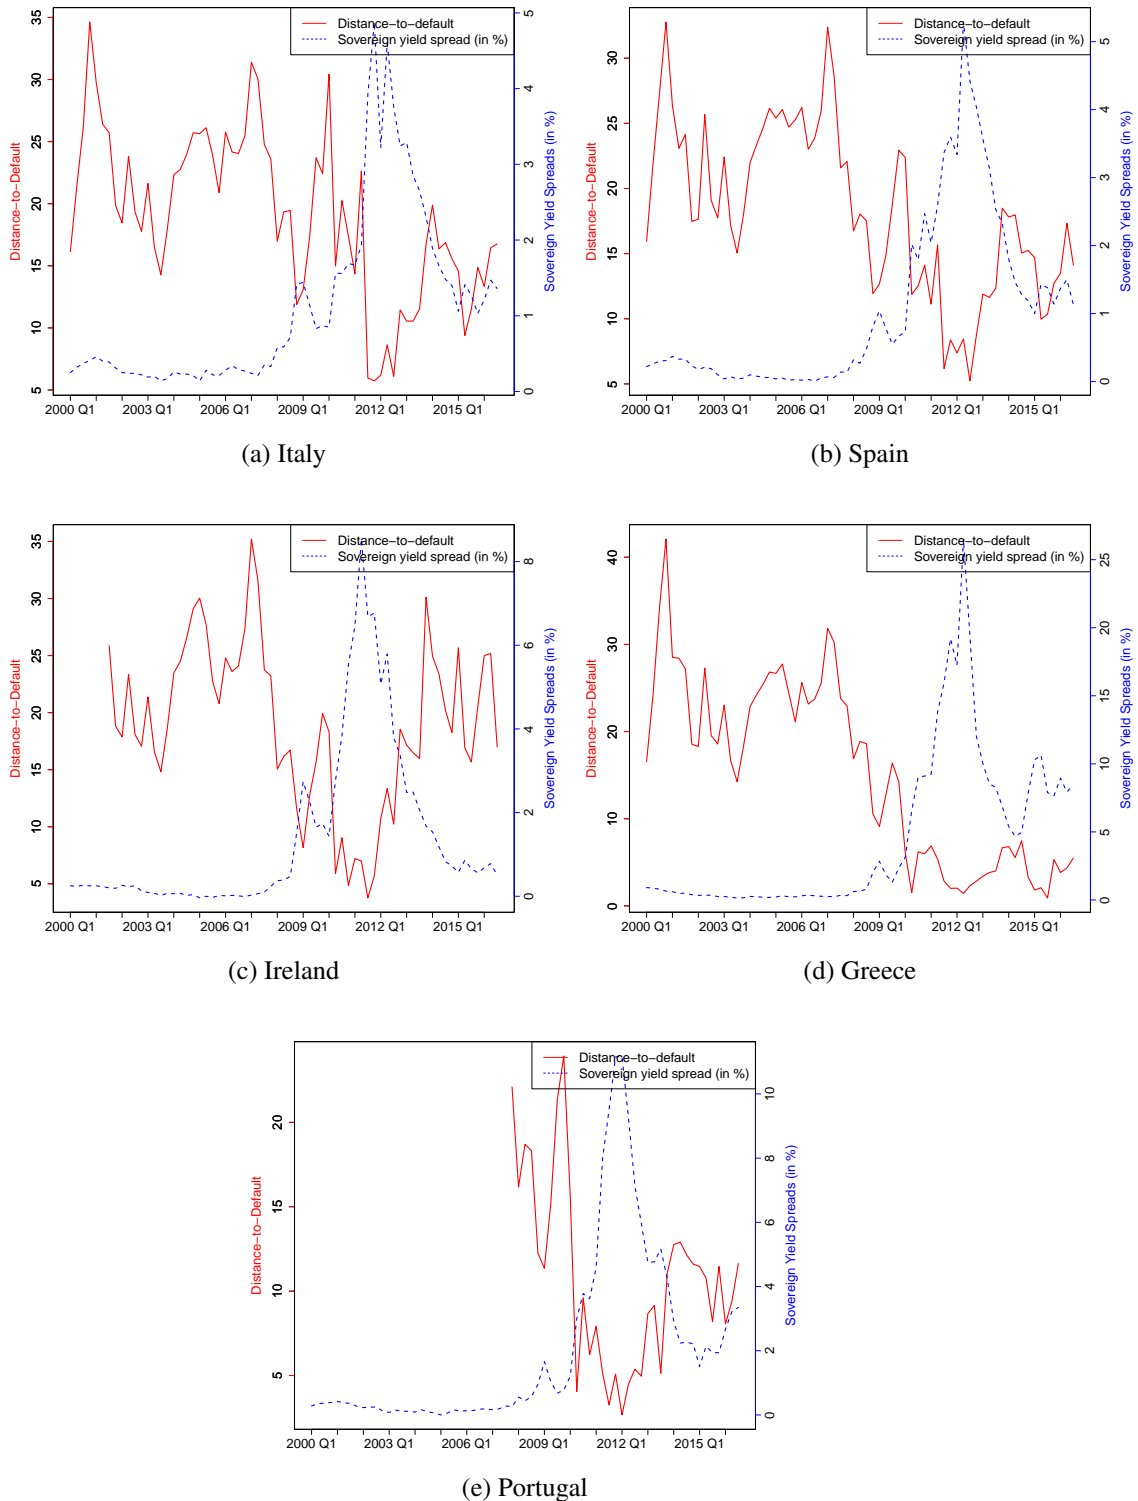 Distance-to-default
Sovereign yield spread (in %)
Distance-to-Default
5 10 15 20 25 30 35
0 1 2 3 4 5
Sovereign Yield Spreads (in %)
2000 Q1 2003 Q1 2006 Q1 2009 Q1 2012 Q1 2015 Q1
(a) Italy
Distance-to-default
Sovereign yield spread (in %)
Distance-to-Default
5 10 15 20 25 30
0 1 2 3 4 5
Sovereign Yield Spreads (in %)
2000 Q1 2003 Q1 2006 Q1 2009 Q1 2012 Q1 2015 Q1
(b) Spain
Distance-to-default
Sovereign yield spread (in %)
Distance-to-Default
5 10 15 20 25 30 35
0 2 4 6 8
Sovereign Yield Spreads (in %)
2000 Q1 2003 Q1 2006 Q1 2009 Q1 2012 Q1 2015 Q1
(c) Ireland
Distance-to-default
Sovereign yield spread (in %)
Distance-to-Default
0 10 20 30 40
0 5 10 15 20 25
Sovereign Yield Spreads (in %)
2000 Q1 2003 Q1 2006 Q1 2009 Q1 2012 Q1 2015 Q1
(d) Greece
Distance-to-default
Sovereign yield spread (in %)
Distance-to-Default
5 10 15 20
0 2 4 6 8 10
Sovereign Yield Spreads (in %)
2000 Q1 2003 Q1 2006 Q1 2009 Q1 2012 Q1 2015 Q1
(e) Portugal